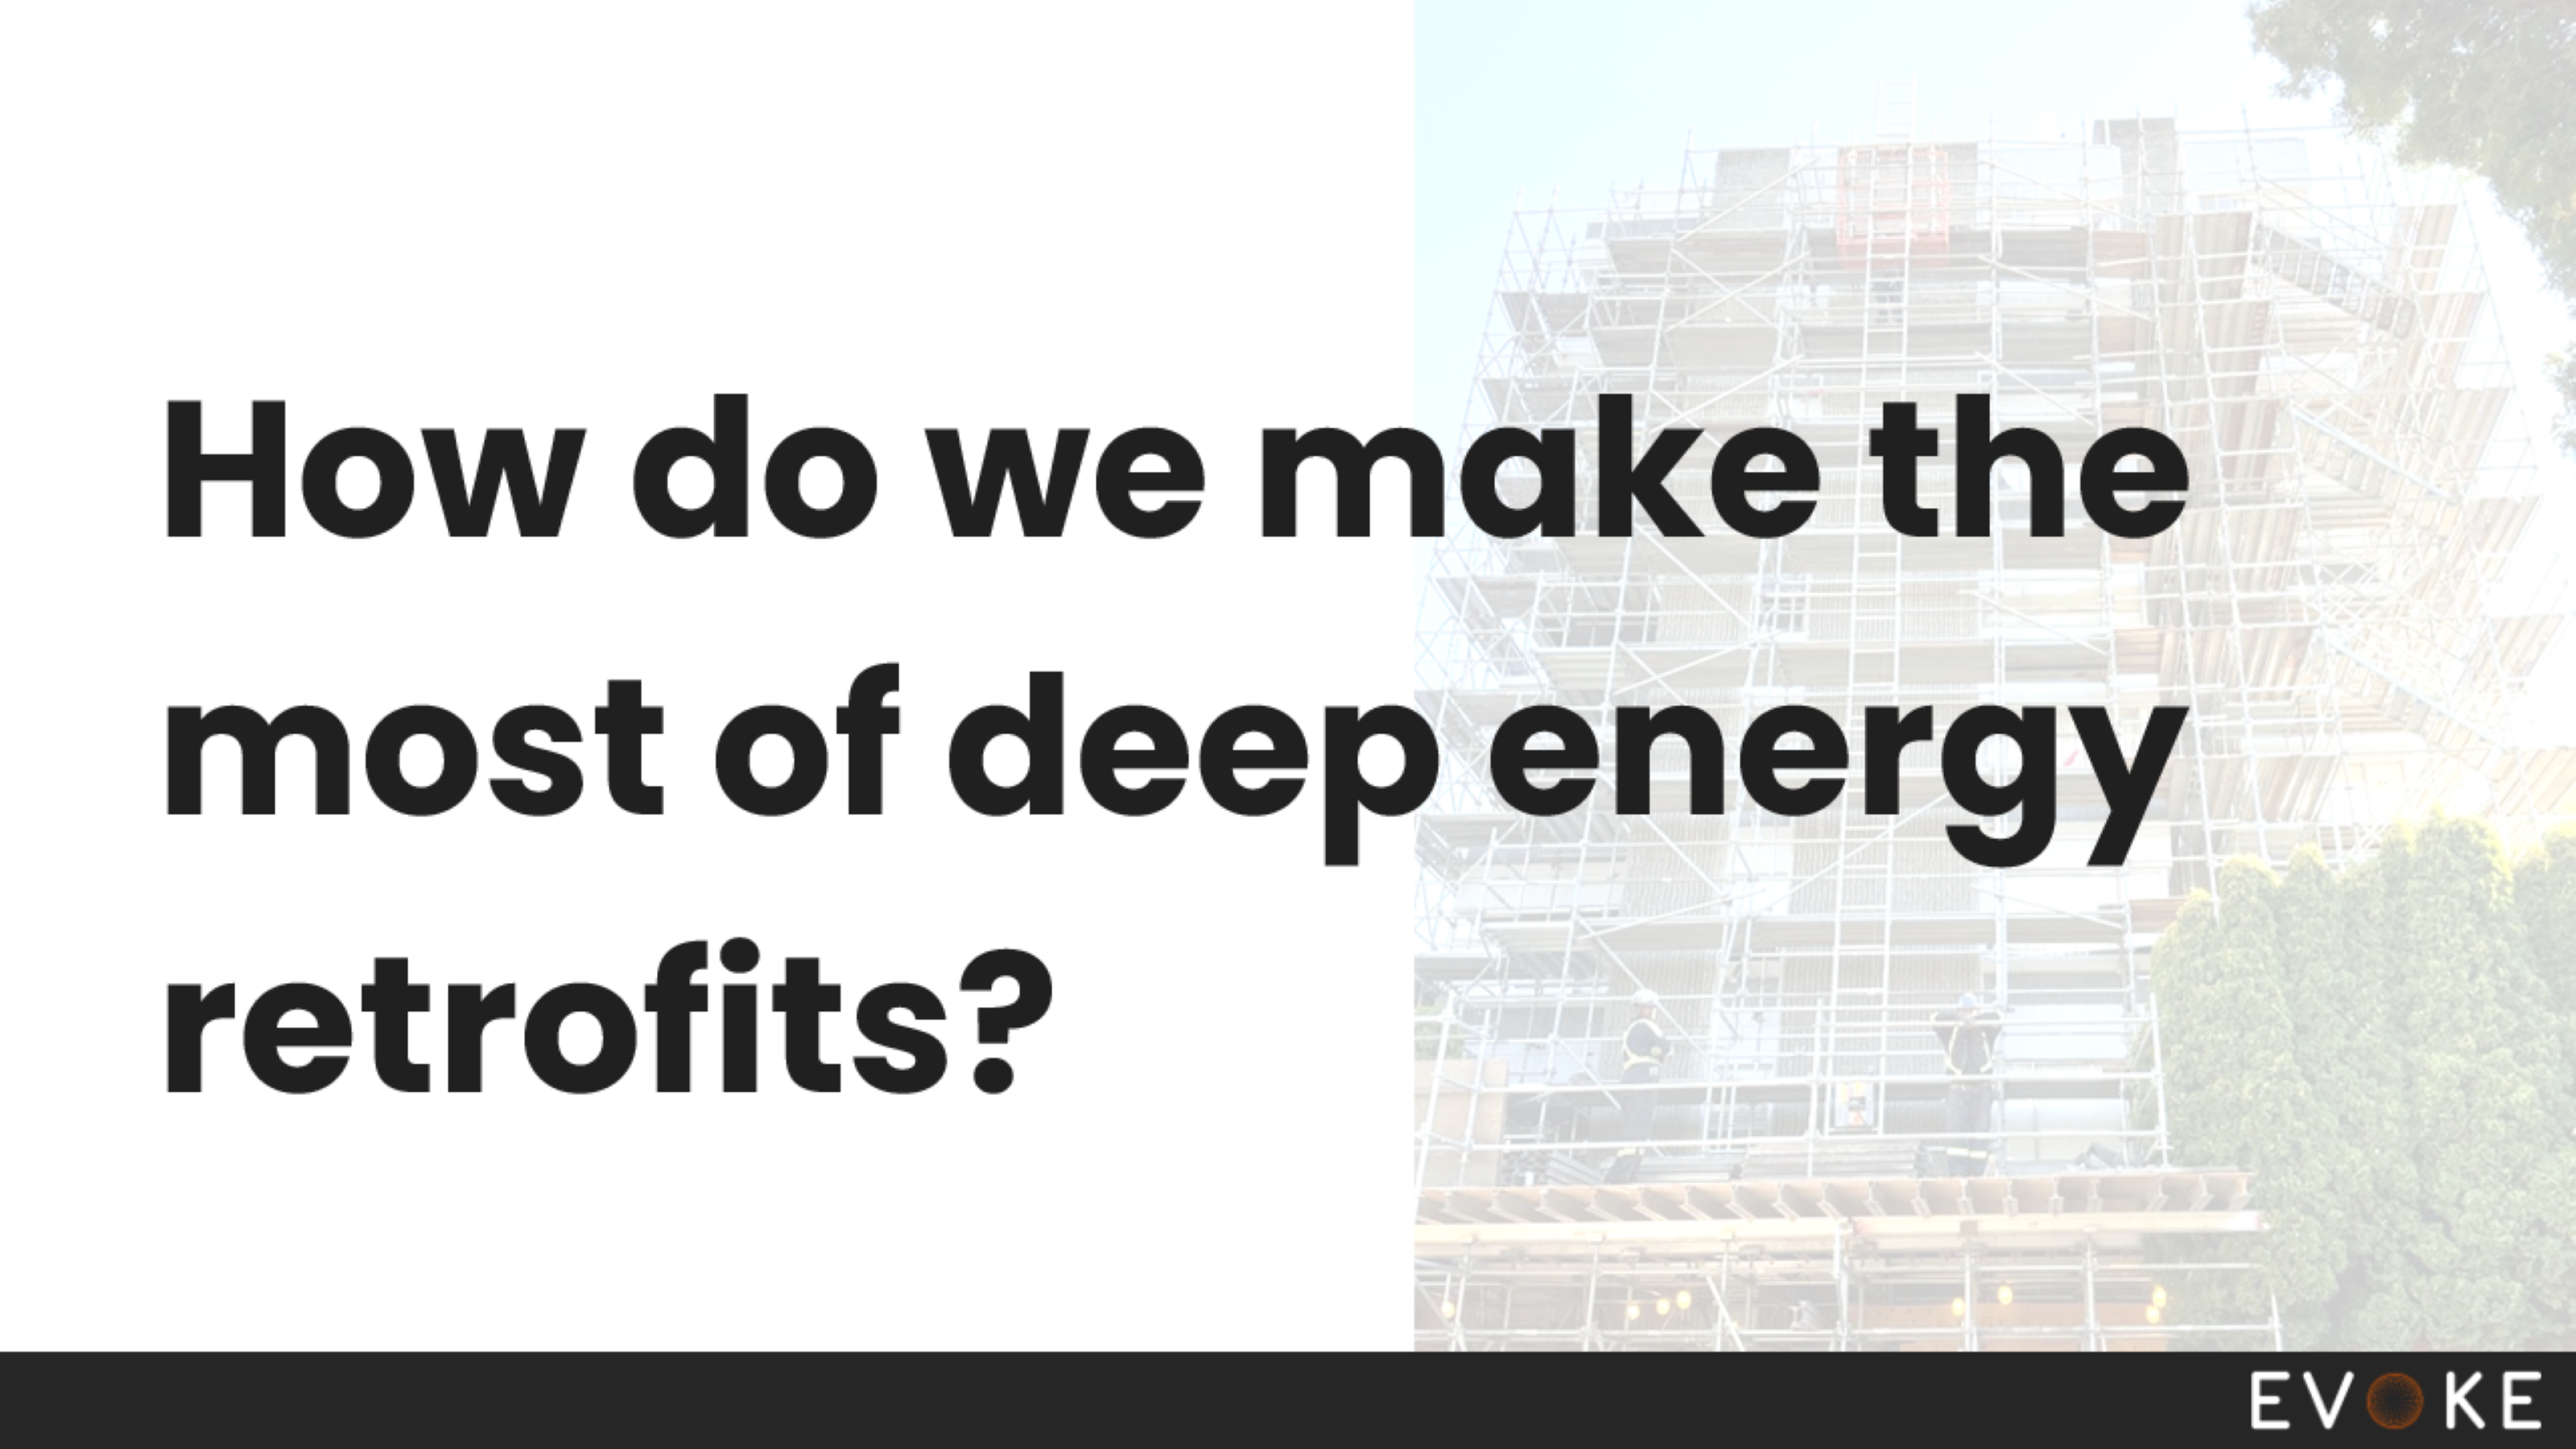 How do we make the
most of deep energy
retrofits?
EVOKE